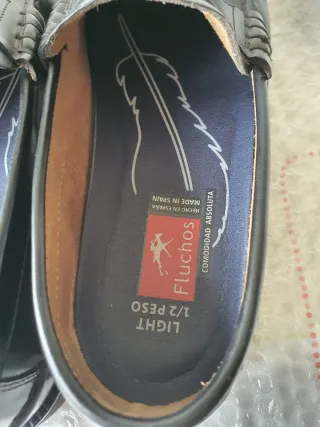 HECHO EN ESPAÑA
MADE IN SPAIN
Fluchos
COMODIDAD ABSOLUTA
LIGHT
1/2 PESO